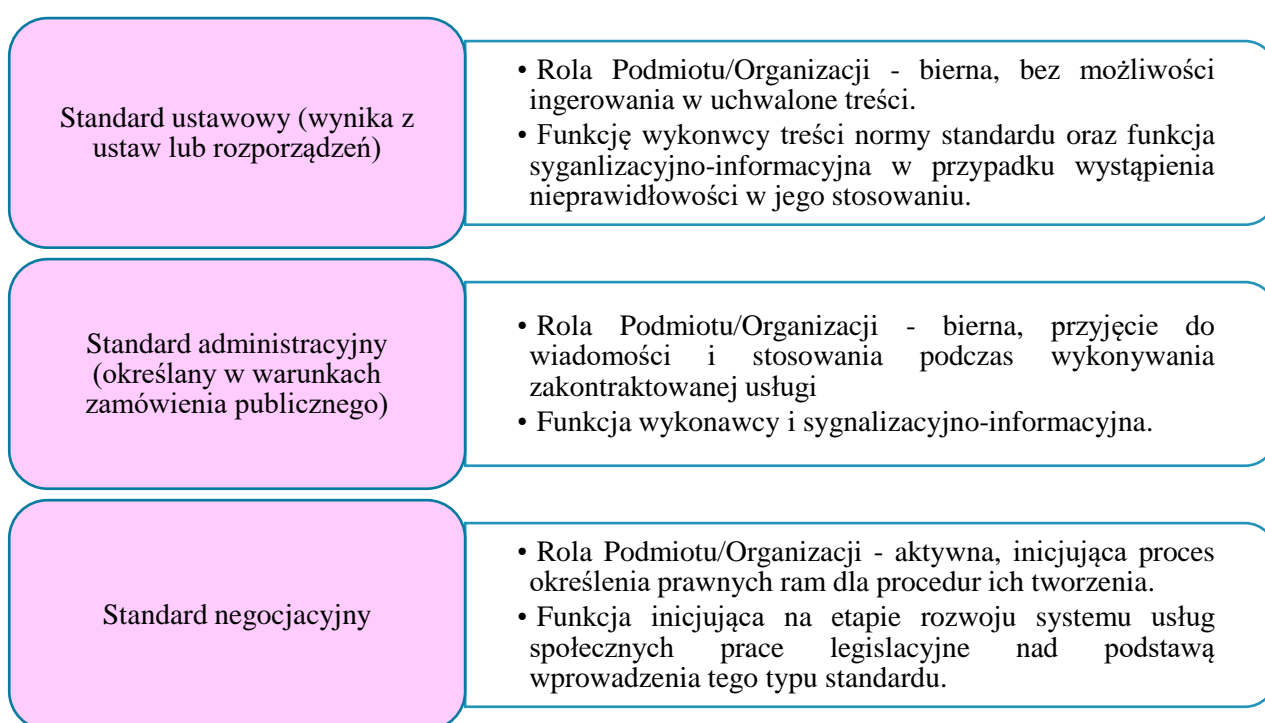 Standard ustawowy (wynika z
ustaw lub rozporządzeń)
• Rola Podmiotu/Organizacji - bierna, bez możliwości
ingerowania w uchwalone treści.
• Funkcję wykonwcy treści normy standardu oraz funkcja
syganlizacyjno-informacyjna w przypadku wystąpienia
nieprawidłowości w jego stosowaniu.
Standard administracyjny
(określany w warunkach
zamówienia publicznego)
• Rola Podmiotu/Organizacji - bierna, przyjęcie do
wiadomości i stosowania podczas wykonywania
zakontraktowanej usługi
• Funkcja wykonawcy i sygnalizacyjno-informacyjna.
Standard negocjacyjny
• Rola Podmiotu/Organizacji - aktywna, inicjująca proces
określenia prawnych ram dla procedur ich tworzenia.
• Funkcja inicjująca na etapie rozwoju systemu usług
społecznych prace legislacyjne nad podstawą
wprowadzenia tego typu standardu.